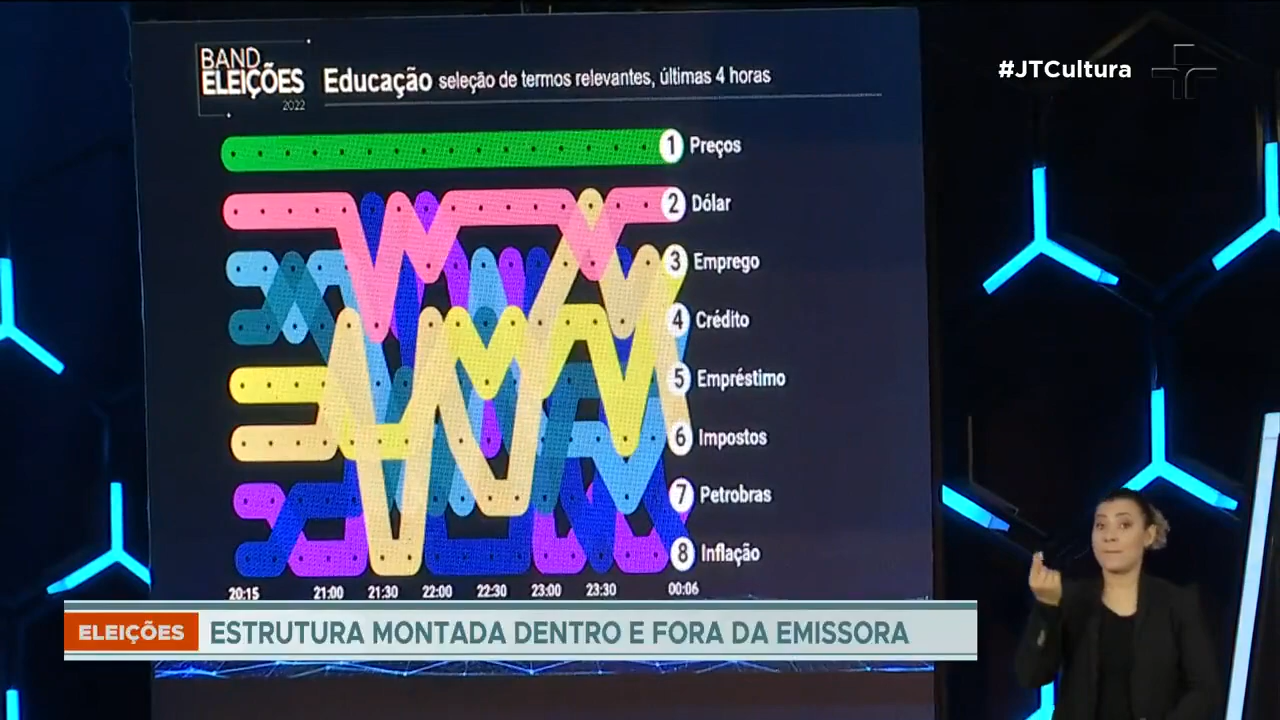 BAND
ELEIÇÕES
2022
Educação seleção de termos relevantes, últimas 4 horas
#JTCultura
1 Preços
2 Dólar
3 Emprego
4 Crédito
5 Empréstimo
6 Impostos
7 Petrobras
8 Inflação
20:15 21:00 21:30 22:00 22:30 23:00 23:30 00:06
ELEIÇÕES ESTRUTURA MONTADA DENTRO E FORA DA EMISSORA